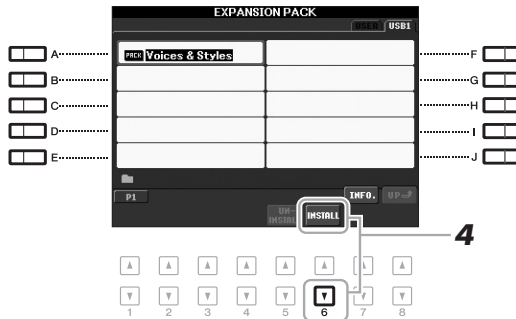 EXPANSION PACK
USER USB1
A PACK Voices & Styles F
B G
C H
D I
E J
P1 INFO. UP
UN-INSTALL INSTALL
4
1 2 3 4 5 6 7 8